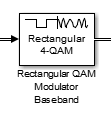 Rectangular
4-QAM
Rectangular QAM
Modulator
Baseband